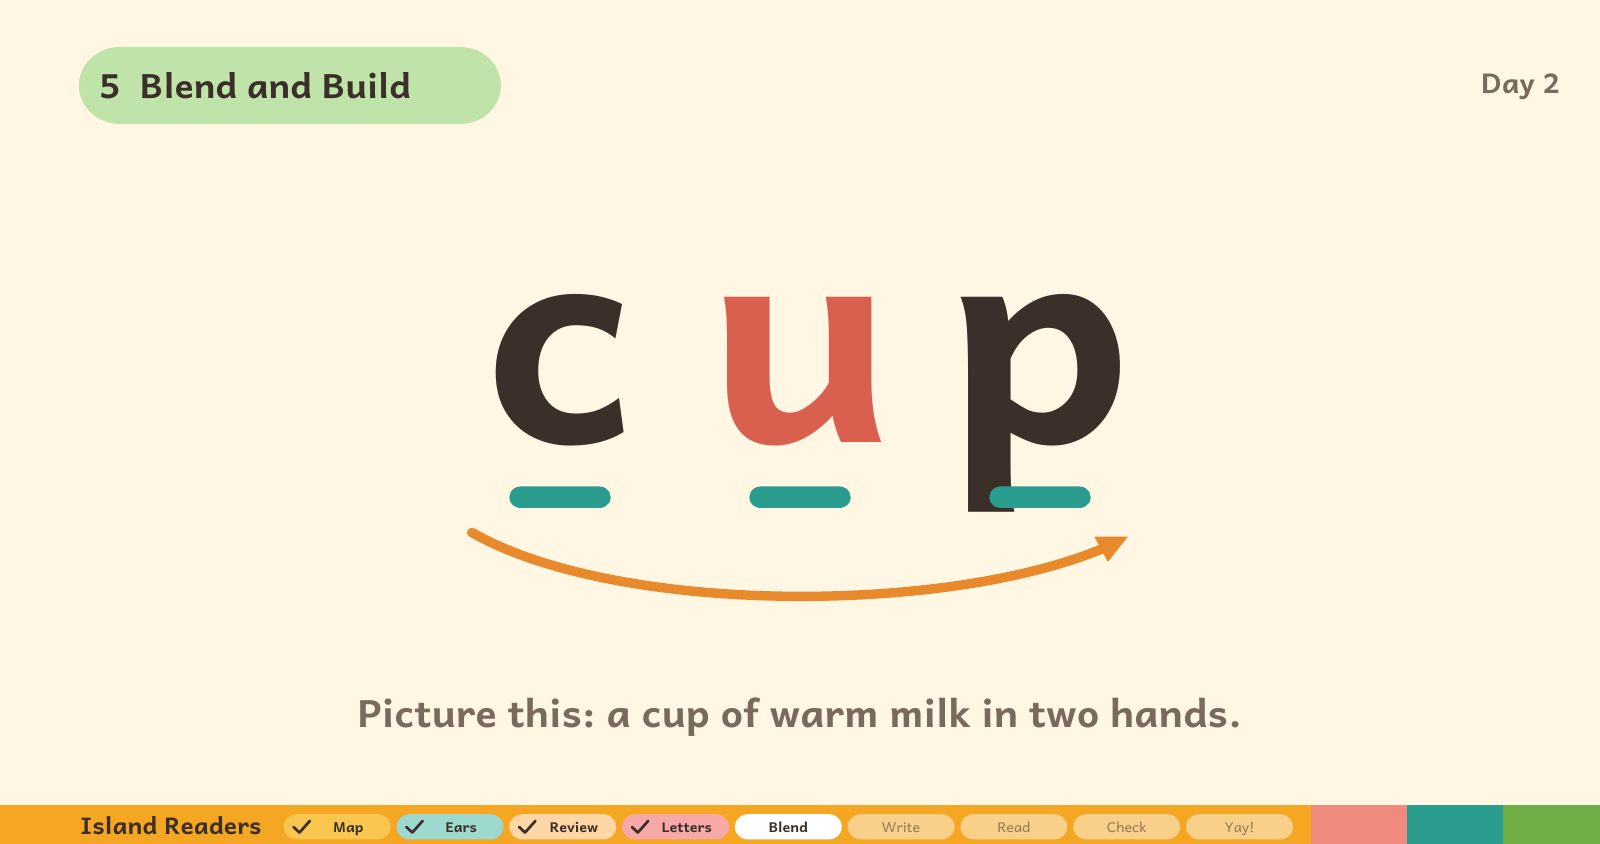 5 Blend and Build
Day 2
c u p
Picture this: a cup of warm milk in two hands.
Island Readers Map Ears Review Letters Blend Write Read Check Yay!